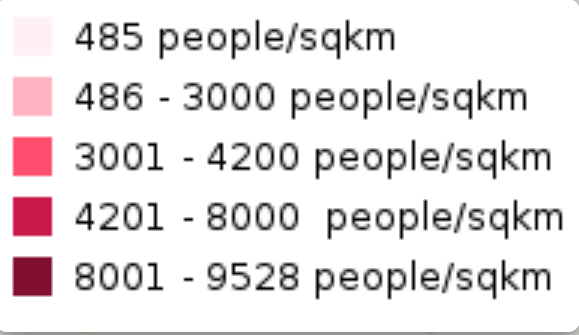 485 people/sqkm
486 - 3000 people/sqkm
3001 - 4200 people/sqkm
4201 - 8000 people/sqkm
8001 - 9528 people/sqkm